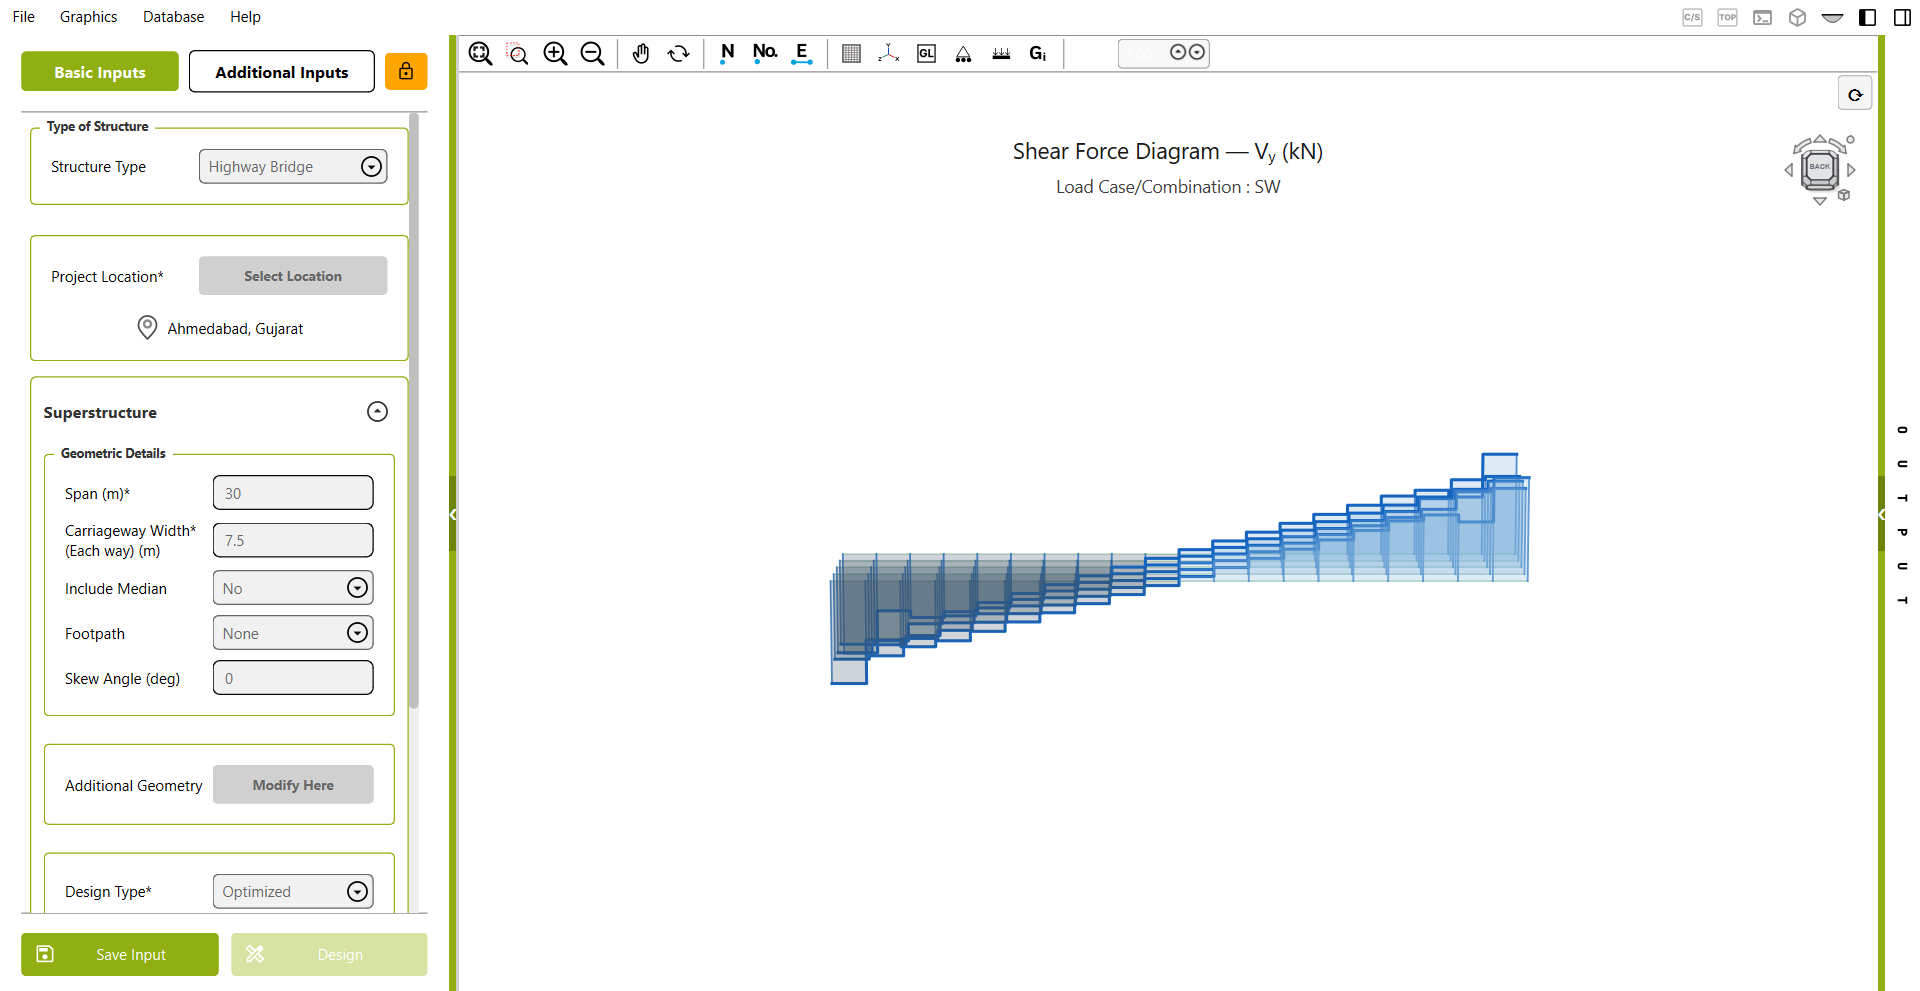 File Graphics Database Help
C/S TOP
Basic Inputs
Additional Inputs
N No. E GL Gi
Type of Structure
Structure Type Highway Bridge
Project Location* Select Location
Ahmedabad, Gujarat
Superstructure
Geometric Details
Span (m)* 30
Carriageway Width*
(Each way) (m) 7.5
Include Median No
Footpath None
Skew Angle (deg) 0
Additional Geometry Modify Here
Design Type* Optimized
Save Input
Design
Shear Force Diagram — Vy (kN)
Load Case/Combination : SW
BACK
OUTPUT